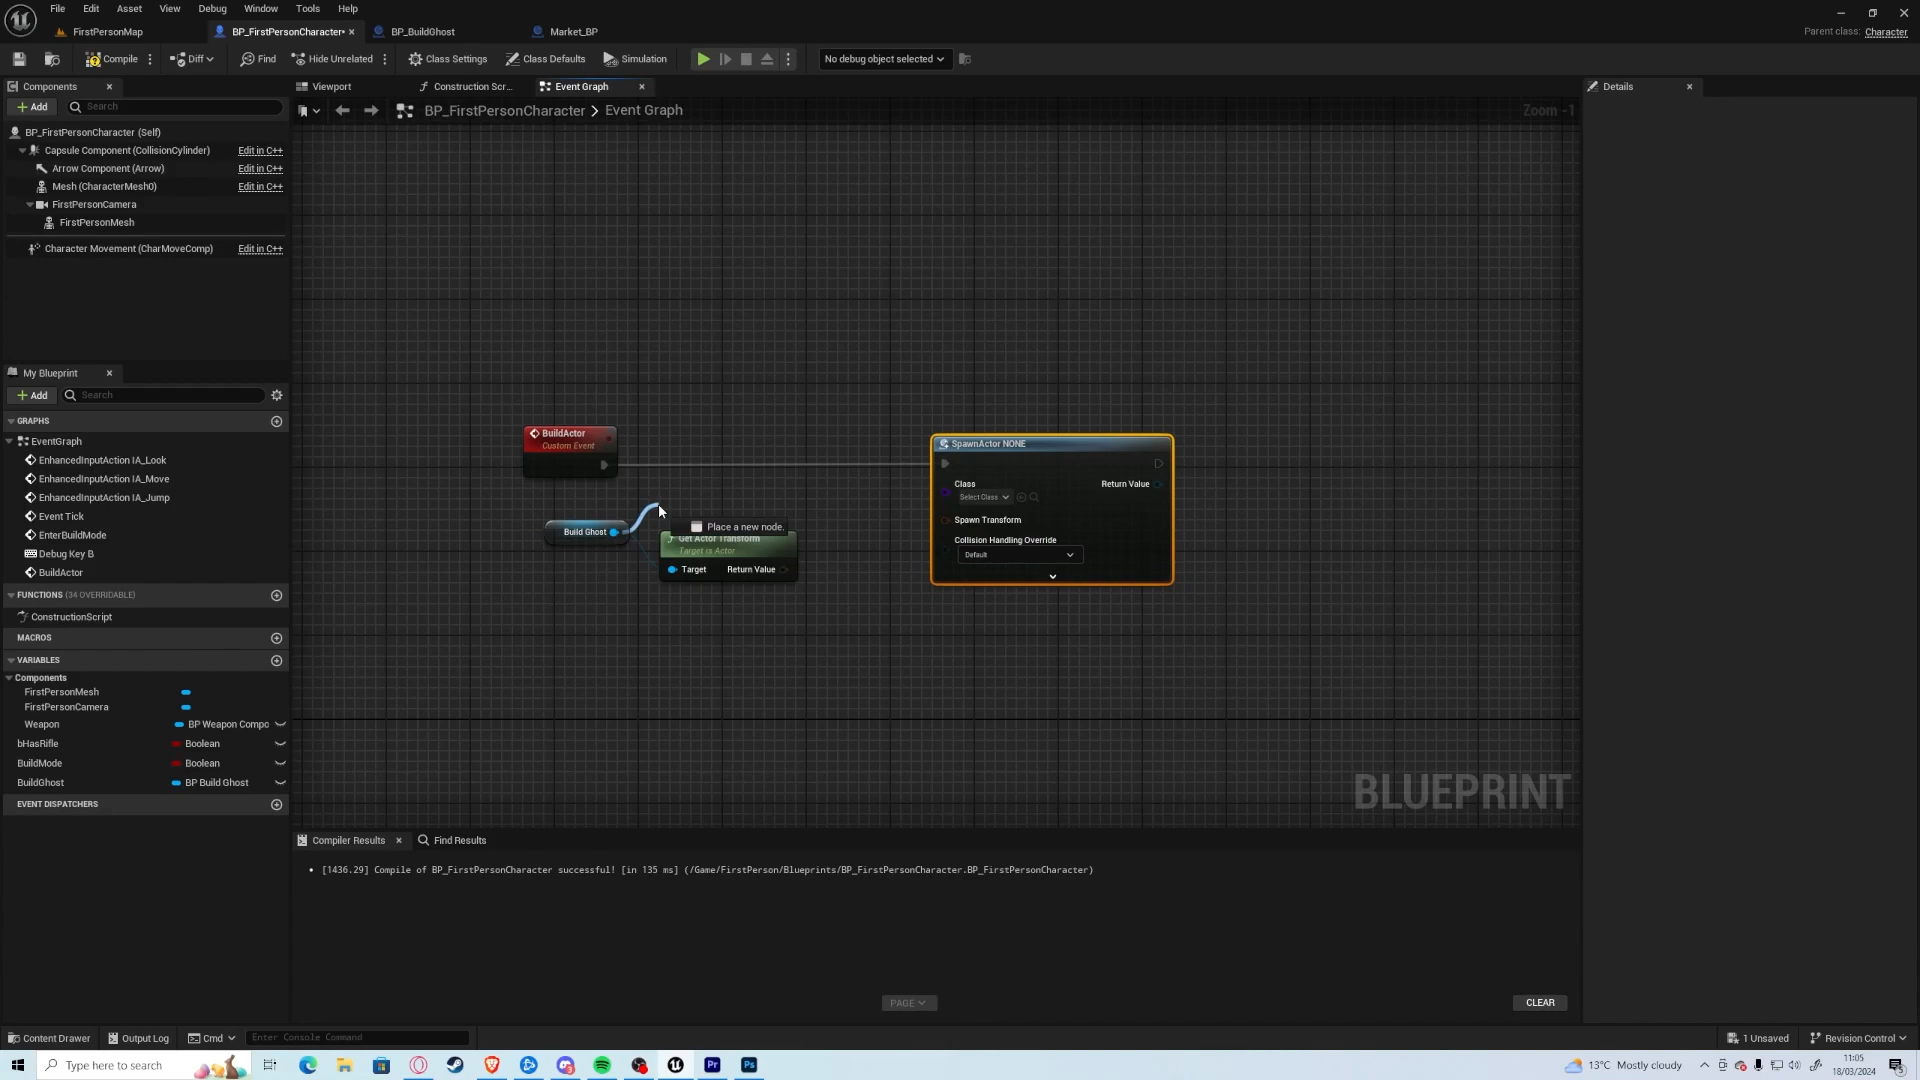 File Edit View Asset Debug Window Tools Help
FirstPersonMap
BP_FirstPersonCharacter•
BP_BuildGhost
Market_BP
Parent class: Character
Compile
Diff
Find
Hide Unrelated
Class Settings
Class Defaults
Simulation
No debug object selected
Components
Add
Search
BP_FirstPersonCharacter (Self)
Capsule Component (CollisionCylinder) Edit in C++
Arrow Component (Arrow) Edit in C++
Mesh (CharacterMesh0) Edit in C++
FirstPersonCamera
FirstPersonMesh
Character Movement (CharMoveComp) Edit in C++
My Blueprint
Add
Search
GRAPHS
EventGraph
EnhancedInputAction IA_Look
EnhancedInputAction IA_Move
EnhancedInputAction IA_Jump
Event Tick
EnterBuildMode
Debug Key B
BuildActor
FUNCTIONS (34 OVERRIDABLE)
ConstructionScript
MACROS
VARIABLES
Components
FirstPersonMesh
FirstPersonCamera
Weapon BP Weapon Compo
bHasRifle Boolean
BuildMode Boolean
BuildGhost BP Build Ghost
EVENT DISPATCHERS
Viewport
Construction Scr...
Event Graph
BP_FirstPersonCharacter > Event Graph
Zoom -1
BuildActor
Custom Event
Build Ghost
Place a new node.
Get Actor Transform
Target is Actor
Target Return Value
SpawnActor NONE
Class
Select Class
Return Value
Spawn Transform
Collision Handling Override
Default
BLUEPRINT
Details
Compiler Results
Find Results
• [1436.29] Compile of BP_FirstPersonCharacter successful! [in 135 ms] (/Game/FirstPerson/Blueprints/BP_FirstPersonCharacter.BP_FirstPersonCharacter)
PAGE
CLEAR
Content Drawer
Output Log
Cmd
Enter Console Command
1 Unsaved
Revision Control
Type here to search
Pr
Ps
13°C Mostly cloudy
11:05
18/03/2024